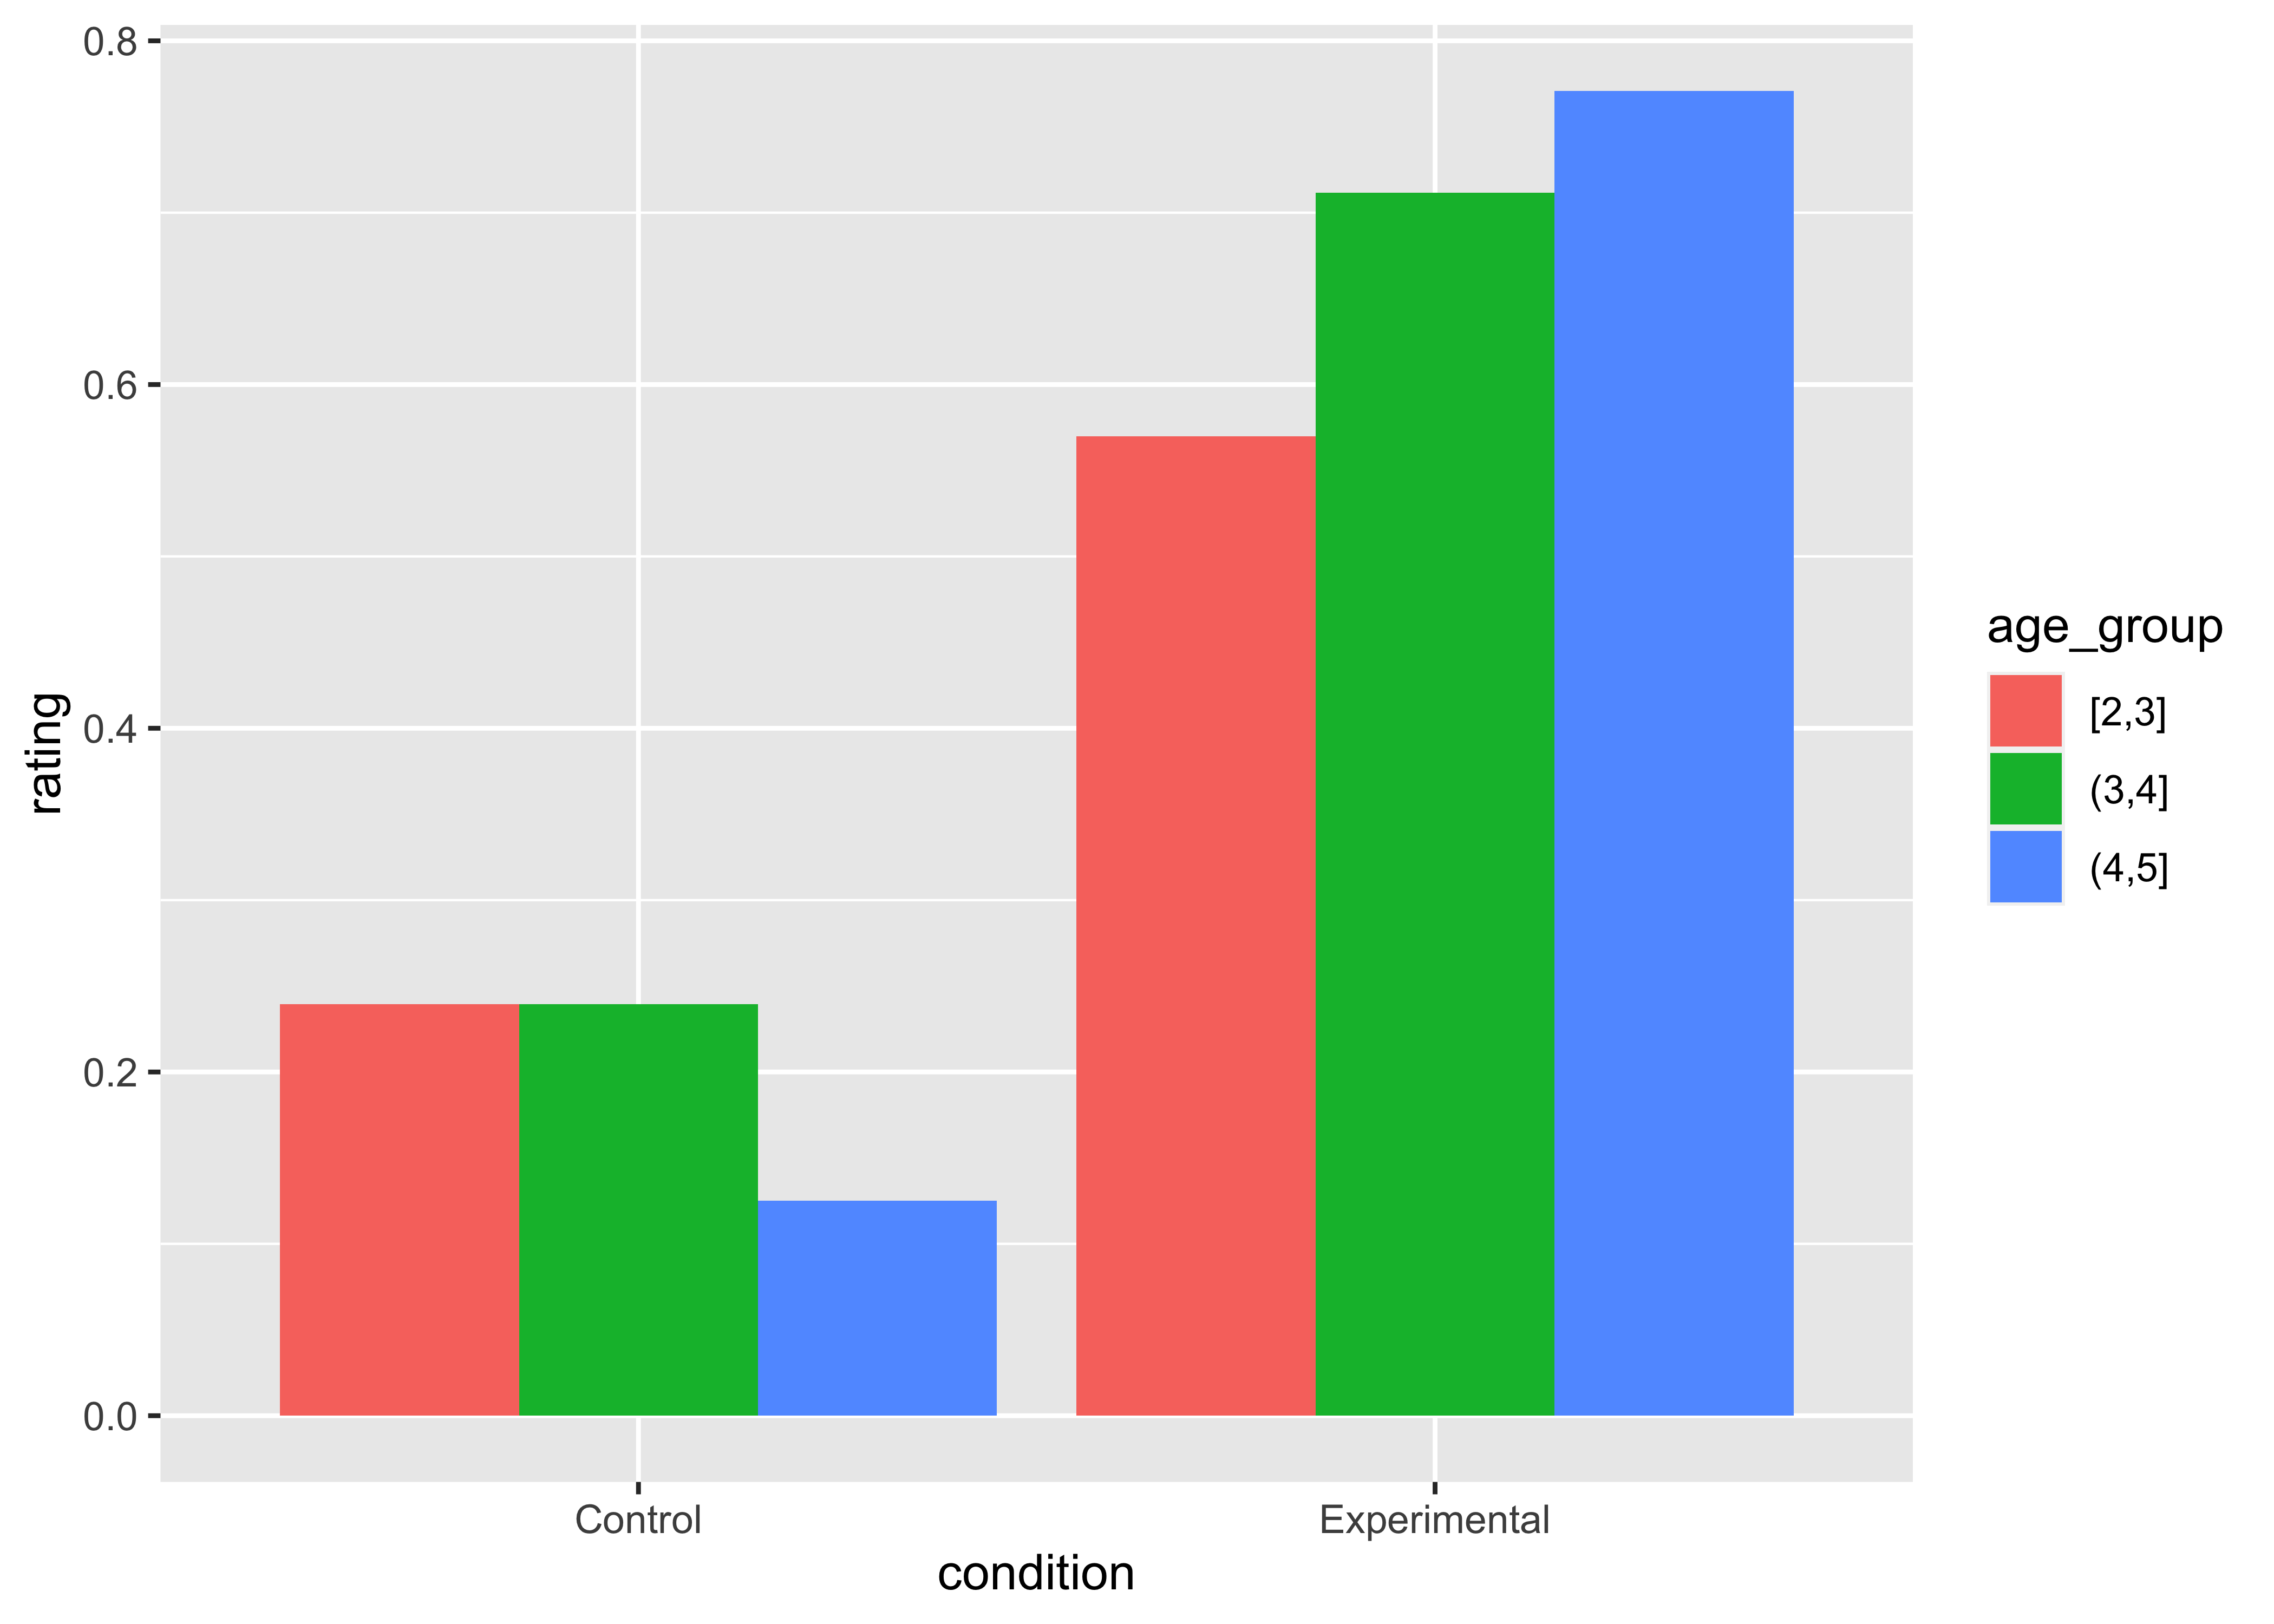 0.8
0.6
0.4
0.2
0.0
rating
Control
Experimental
condition
age_group
[2,3]
(3,4]
(4,5]